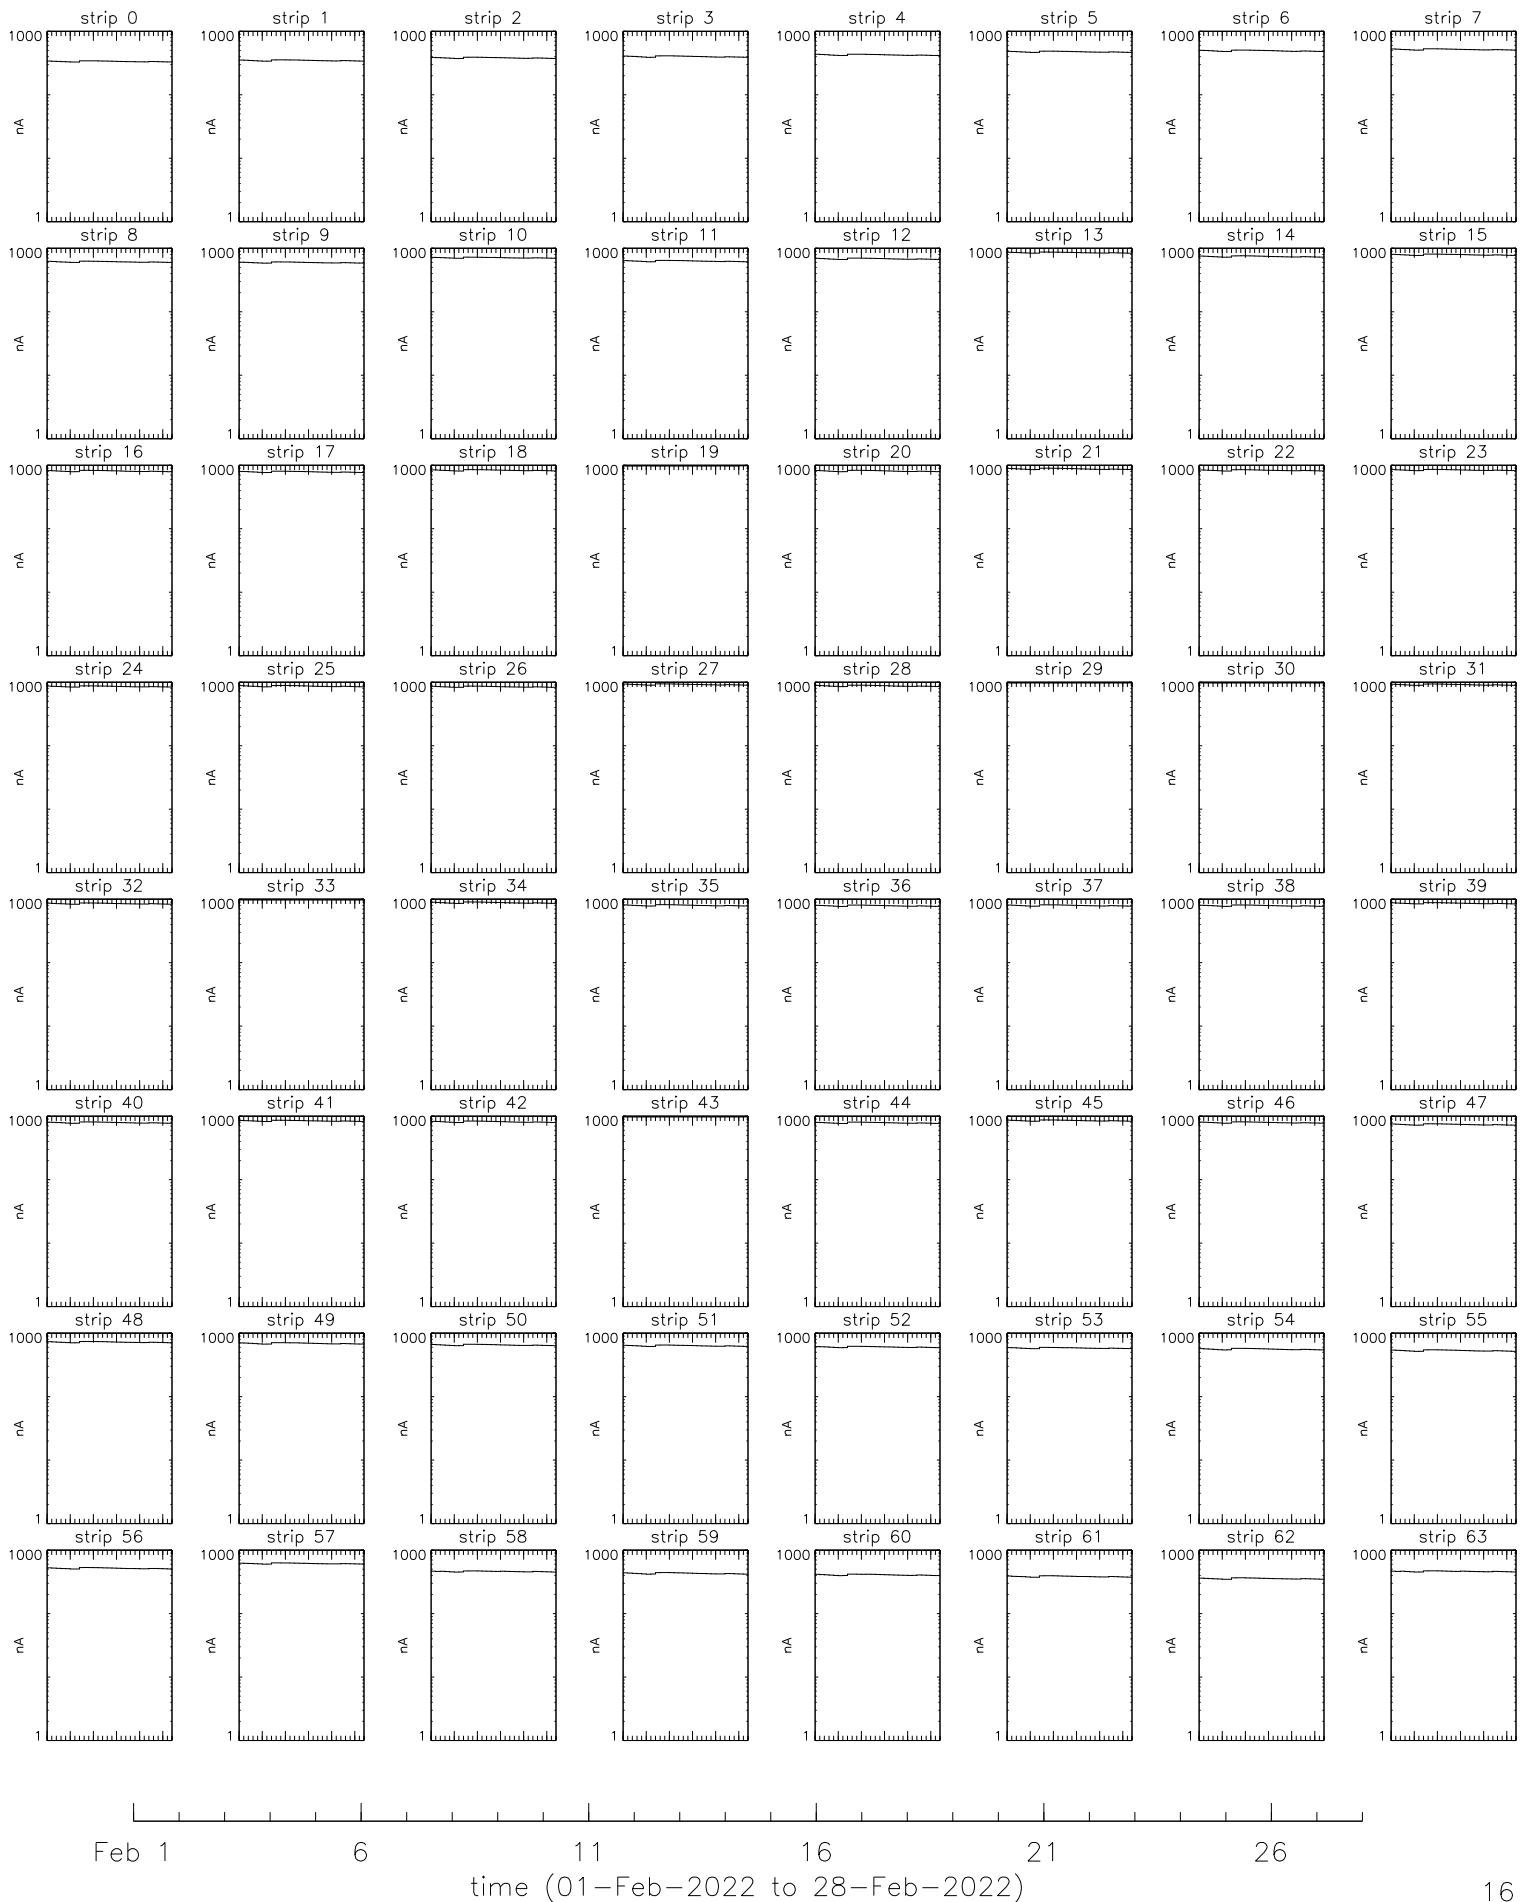 strip 0 strip 1 strip 2 strip 3 strip 4 strip 5 strip 6 strip 7
1000 1000 1000 1000 1000 1000 1000 1000
nA nA nA nA nA nA nA nA
1 1 1 1 1 1 1 1
strip 8 strip 9 strip 10 strip 11 strip 12 strip 13 strip 14 strip 15
1000 1000 1000 1000 1000 1000 1000 1000
nA nA nA nA nA nA nA nA
1 1 1 1 1 1 1 1
strip 16 strip 17 strip 18 strip 19 strip 20 strip 21 strip 22 strip 23
1000 1000 1000 1000 1000 1000 1000 1000
nA nA nA nA nA nA nA nA
1 1 1 1 1 1 1 1
strip 24 strip 25 strip 26 strip 27 strip 28 strip 29 strip 30 strip 31
1000 1000 1000 1000 1000 1000 1000 1000
nA nA nA nA nA nA nA nA
1 1 1 1 1 1 1 1
strip 32 strip 33 strip 34 strip 35 strip 36 strip 37 strip 38 strip 39
1000 1000 1000 1000 1000 1000 1000 1000
nA nA nA nA nA nA nA nA
1 1 1 1 1 1 1 1
strip 40 strip 41 strip 42 strip 43 strip 44 strip 45 strip 46 strip 47
1000 1000 1000 1000 1000 1000 1000 1000
nA nA nA nA nA nA nA nA
1 1 1 1 1 1 1 1
strip 48 strip 49 strip 50 strip 51 strip 52 strip 53 strip 54 strip 55
1000 1000 1000 1000 1000 1000 1000 1000
nA nA nA nA nA nA nA nA
1 1 1 1 1 1 1 1
strip 56 strip 57 strip 58 strip 59 strip 60 strip 61 strip 62 strip 63
1000 1000 1000 1000 1000 1000 1000 1000
nA nA nA nA nA nA nA nA
1 1 1 1 1 1 1 1
Feb 1 6 11 16 21 26
time (01-Feb-2022 to 28-Feb-2022)
16